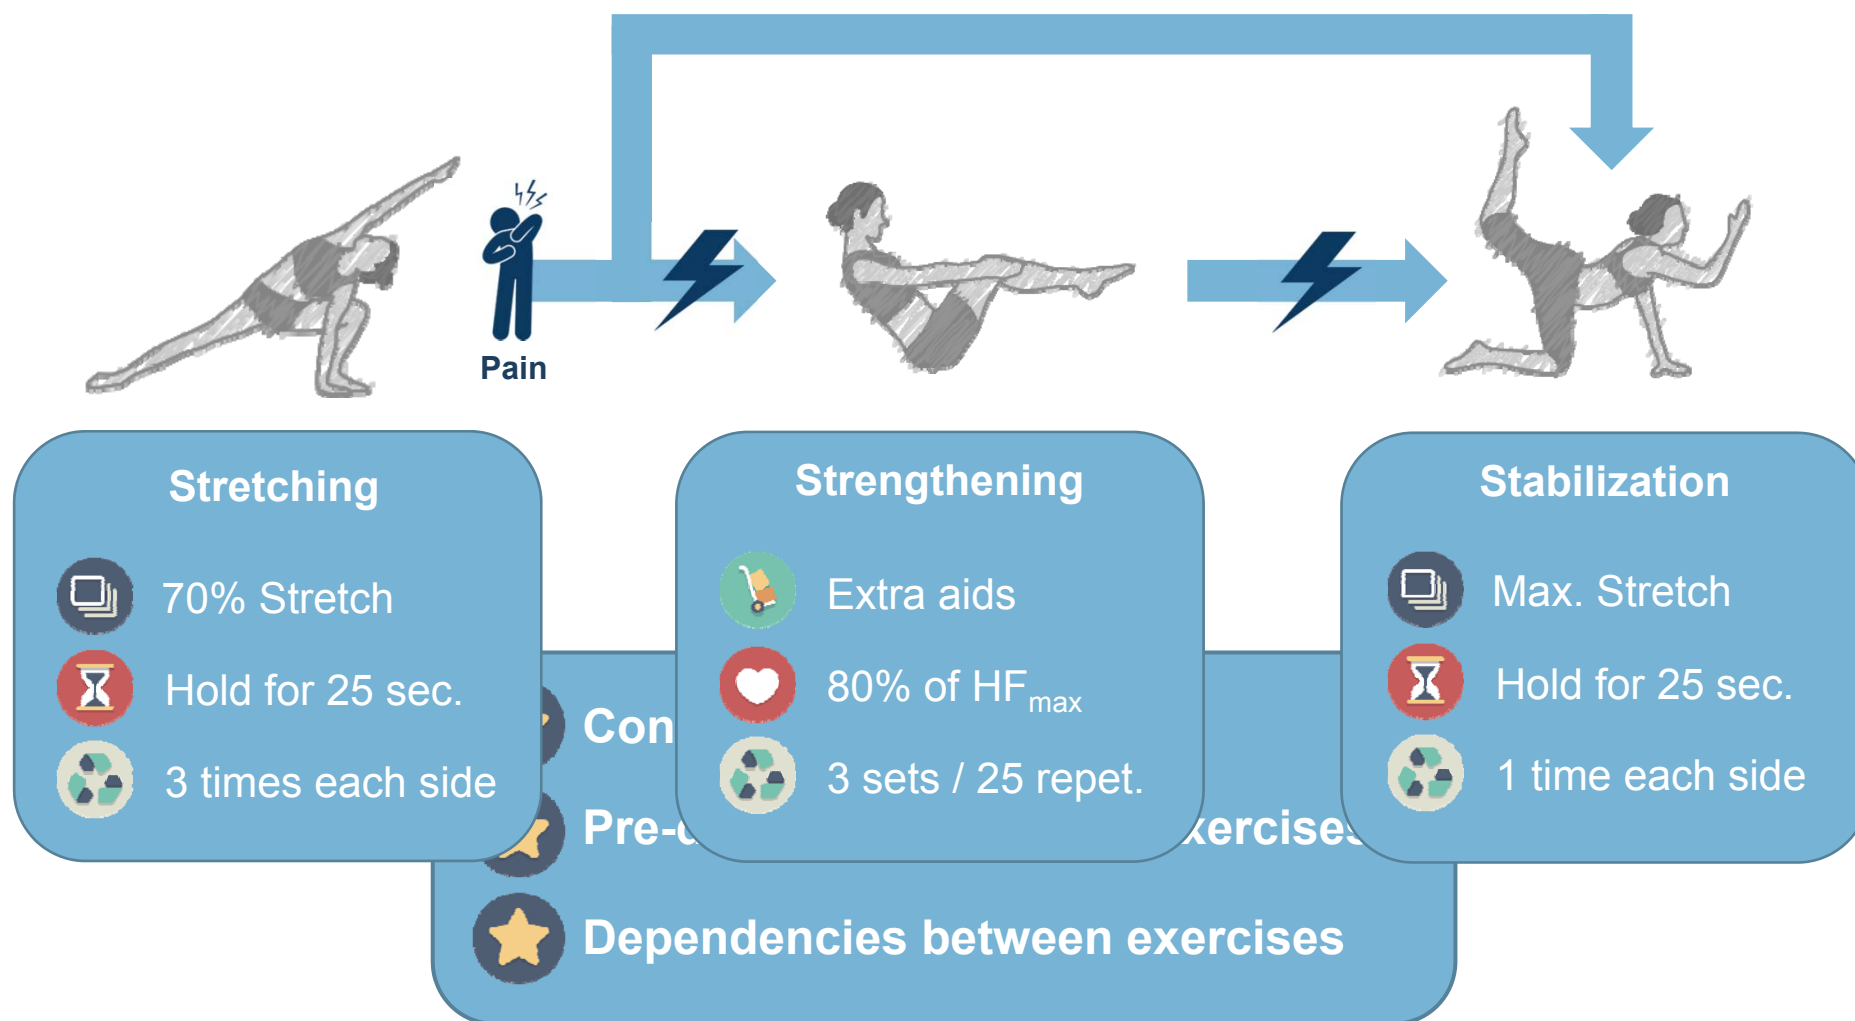 Pain
Stretching
70% Stretch
Hold for 25 sec.
3 times each side
Strengthening
Extra aids
80% of HFmax
3 sets / 25 repet.
Stabilization
Max. Stretch
Hold for 25 sec.
1 time each side
exercises
Dependencies between exercises